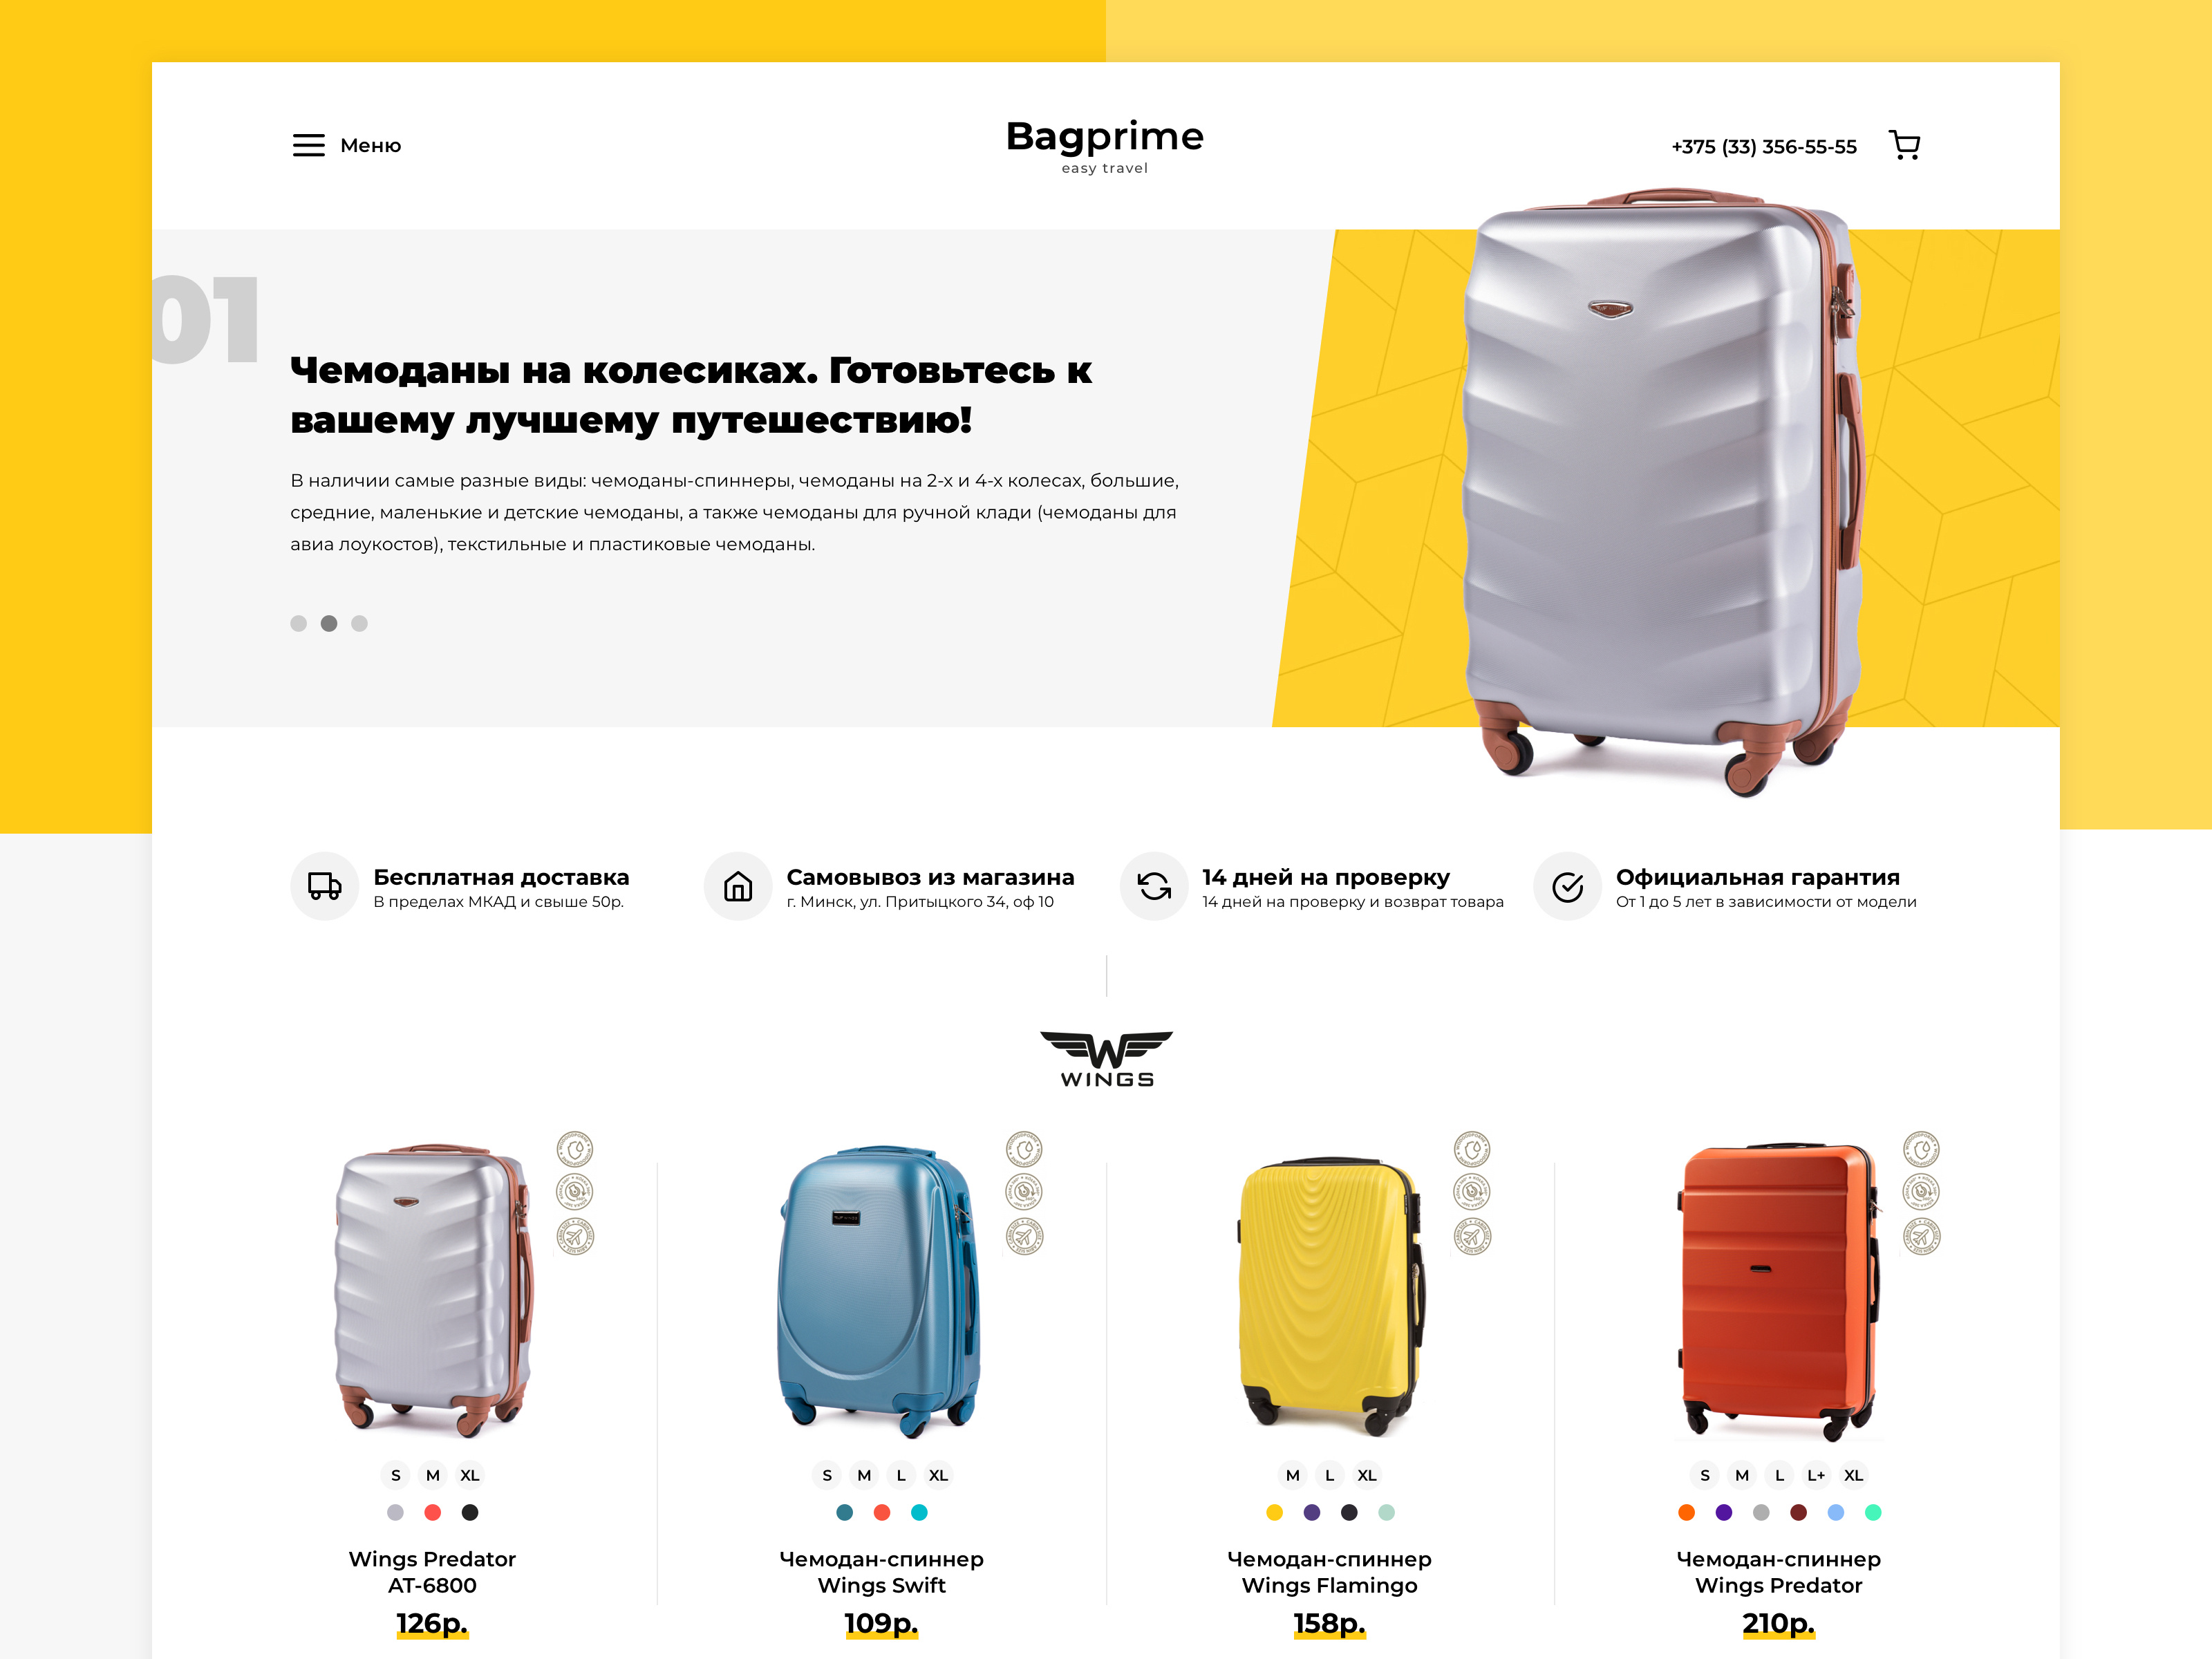 Меню
Bagprime
easy travel
+375 (33) 356-55-55
01
Чемоданы на колесиках. Готовьтесь к
вашему лучшему путешествию!
В наличии самые разные виды: чемоданы-спиннеры, чемоданы на 2-х и 4-х колесах, большие,
средние, маленькие и детские чемоданы, а также чемоданы для ручной клади (чемоданы для
авиа лоукостов), текстильные и пластиковые чемоданы.
Бесплатная доставка
В пределах МКАД и свыше 50р.
Самовывоз из магазина
г. Минск, ул. Притыцкого 34, оф 10
14 дней на проверку
14 дней на проверку и возврат товара
Официальная гарантия
От 1 до 5 лет в зависимости от модели
W
WINGS
S M XL
Wings Predator
AT-6800
126р.
S M L XL
Чемодан-спиннер
Wings Swift
109р.
M L XL
Чемодан-спиннер
Wings Flamingo
158р.
S M L L+ XL
Чемодан-спиннер
Wings Predator
210р.